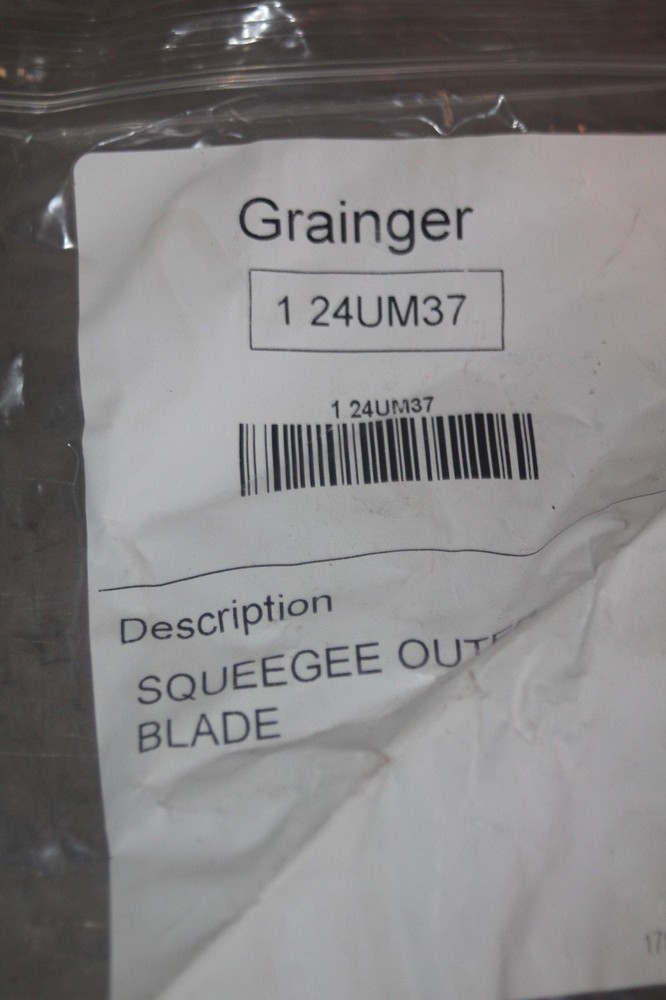 Grainger
1 24UM37
1 24UM37
Description
SQUEEGEE
BLADE